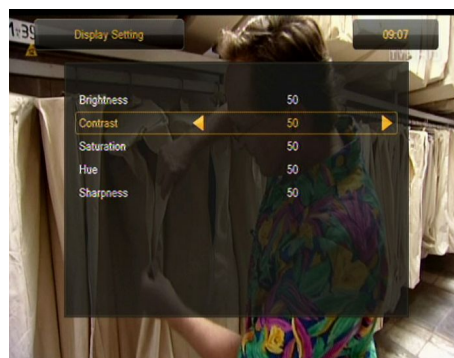 Display Setting
09:07
Brightness 50
Contrast 50
Saturation 50
Hue 50
Sharpness 50